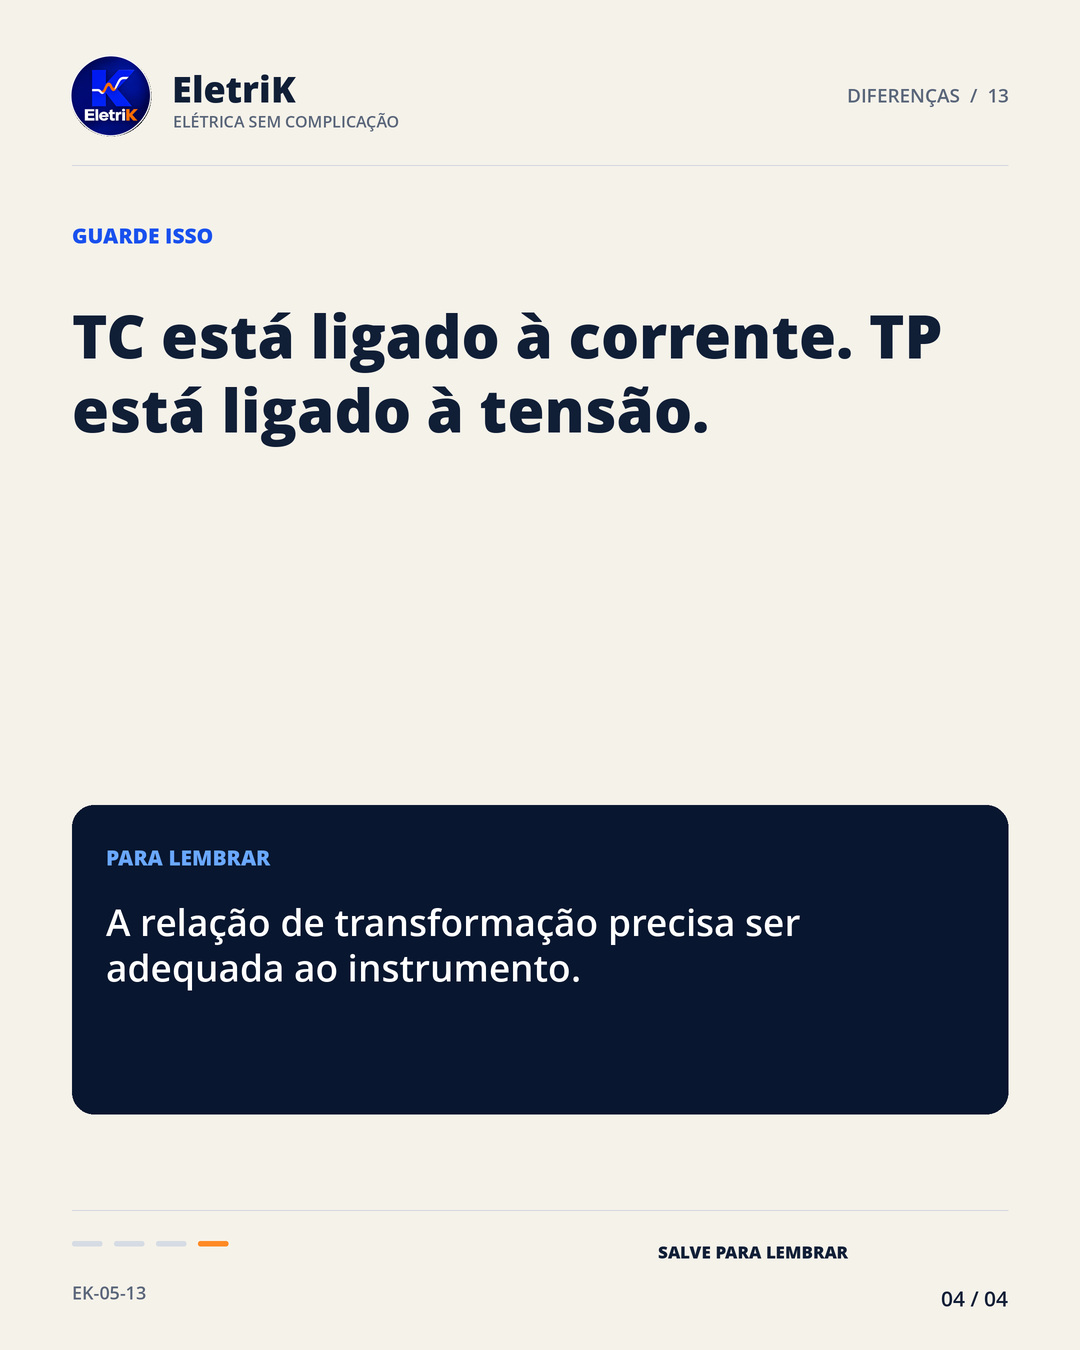 EletriK
EletriK
ELÉTRICA SEM COMPLICAÇÃO
DIFERENÇAS / 13
GUARDE ISSO
TC está ligado à corrente. TP
está ligado à tensão.
PARA LEMBRAR
A relação de transformação precisa ser
adequada ao instrumento.
SALVE PARA LEMBRAR
EK-05-13
04 / 04